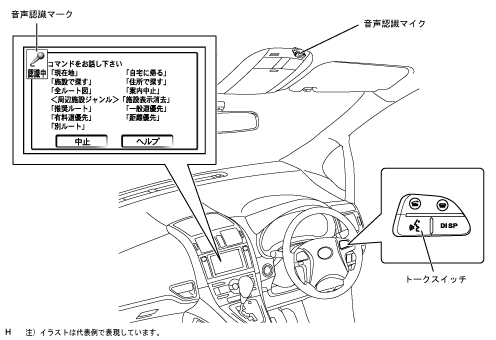 音声認識マーク
音声認識マイク
コマンドをお話し下さい
認識中
「現在地」 「自宅に帰る」
「施設で探す」 「住所で探す」
「全ルート図」 「案内中止」
<周辺施設ジャンル> 「施設表示消去」
「推奨ルート」 「一般道優先」
「有料道優先」 「距離優先」
「別ルート」
中止 ヘルプ
DISP
トークスイッチ
H 注）イラストは代表例で表現しています。